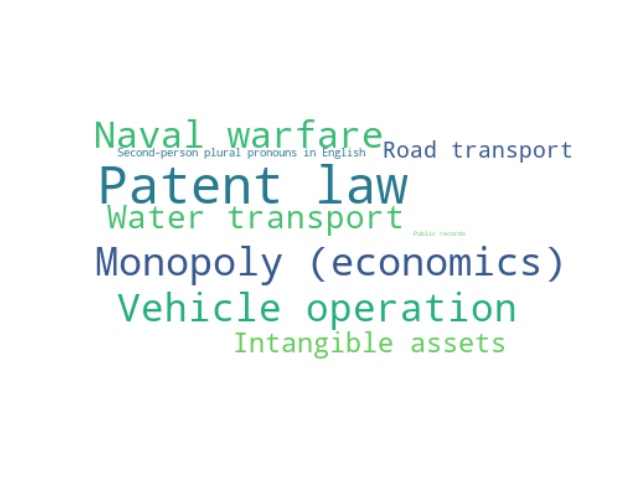 Naval warfare
Second-person plural pronouns in English
Road transport
Patent law
Water transport
Public records
Monopoly (economics)
Vehicle operation
Intangible assets